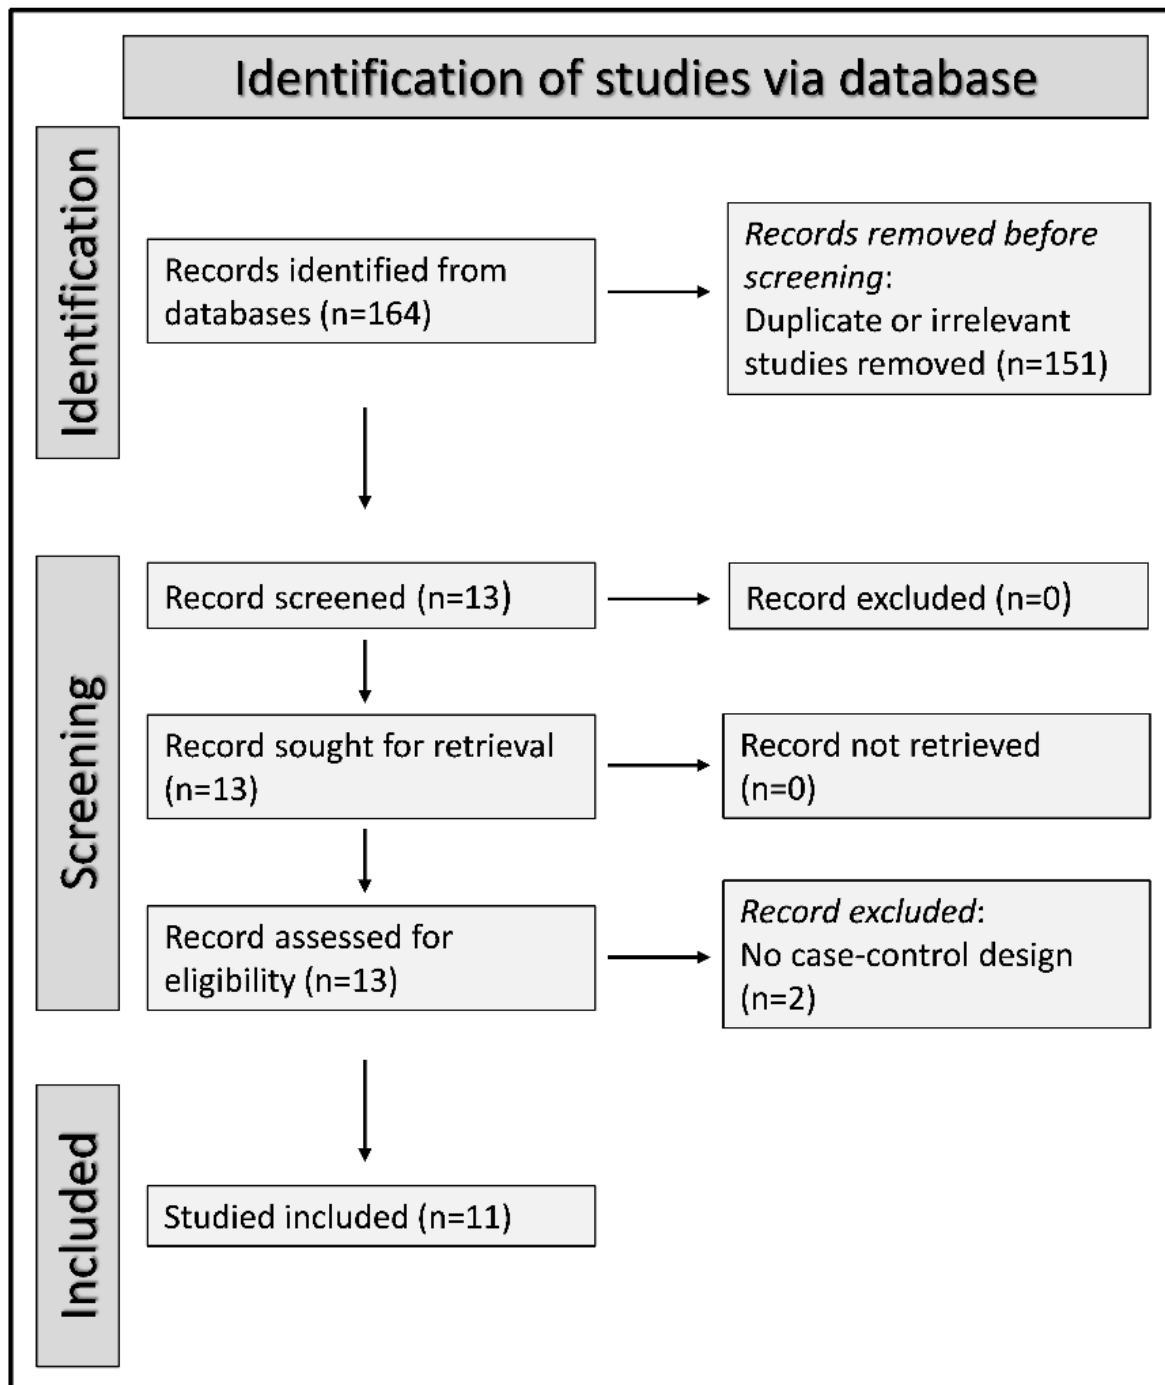 Identification of studies via database
Identification
Records identified from
databases (n=164)
Records removed before
screening:
Duplicate or irrelevant
studies removed (n=151)
Screening
Record screened (n=13)
Record excluded (n=0)
Record sought for retrieval
(n=13)
Record not retrieved
(n=0)
Record assessed for
eligibility (n=13)
Record excluded:
No case-control design
(n=2)
Included
Studied included (n=11)